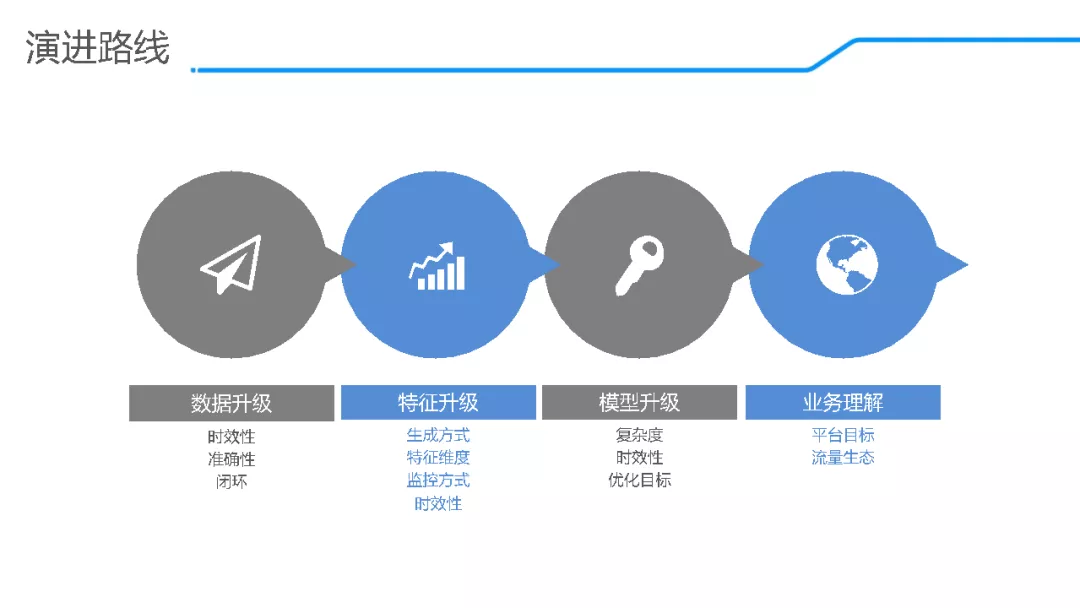 演进路线
数据升级
时效性
准确性
闭环
特征升级
生成方式
特征维度
监控方式
时效性
模型升级
复杂度
时效性
优化目标
业务理解
平台目标
流量生态